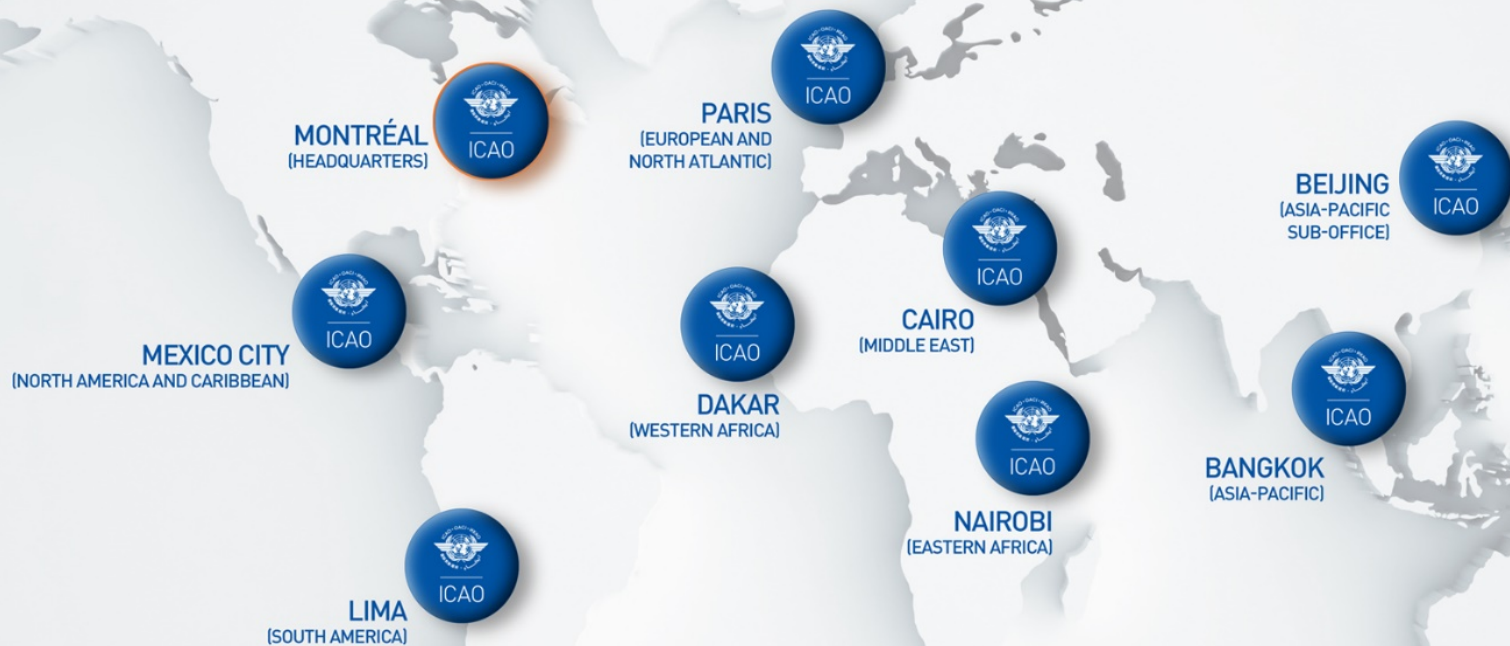 MONTRÉAL
(HEADQUARTERS)
ICAO
PARIS
(EUROPEAN AND
NORTH ATLANTIC)
ICAO
BEIJING
(ASIA-PACIFIC
SUB-OFFICE)
ICAO
MEXICO CITY
(NORTH AMERICA AND CARIBBEAN)
ICAO
ICAO
DAKAR
(WESTERN AFRICA)
ICAO
CAIRO
(MIDDLE EAST)
ICAO
NAIROBI
(EASTERN AFRICA)
ICAO
BANGKOK
(ASIA-PACIFIC)
ICAO
LIMA
(SOUTH AMERICA)